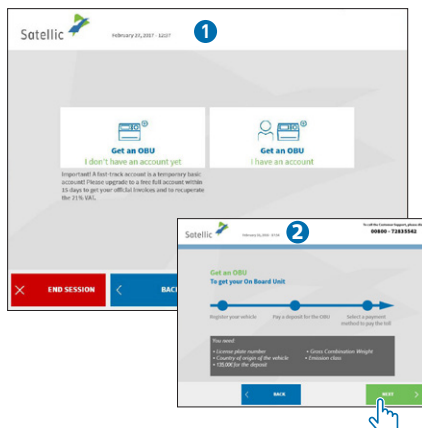 Satellic
February 20, 2017 - 12:07
1
Get an OBU
I don't have an account yet
Get an OBU
I have an account
Important! A fast-track account is a temporary basic
account! Please upgrade to a free full account within
15 days to get your official invoices and to recuperate
the 21% VAT.
END SESSION
BACK
2
Satellic
00800 - 72835542
Get an OBU
To get your On Board Unit
Register your vehicle
Pay a deposit for the OBU
Select a payment
method to pay the toll
You need
• License plate number
• Country of origin of the vehicle
• 135,00€ for the deposit
• Gross Combination Weight
• Emission class
BACK
NEXT